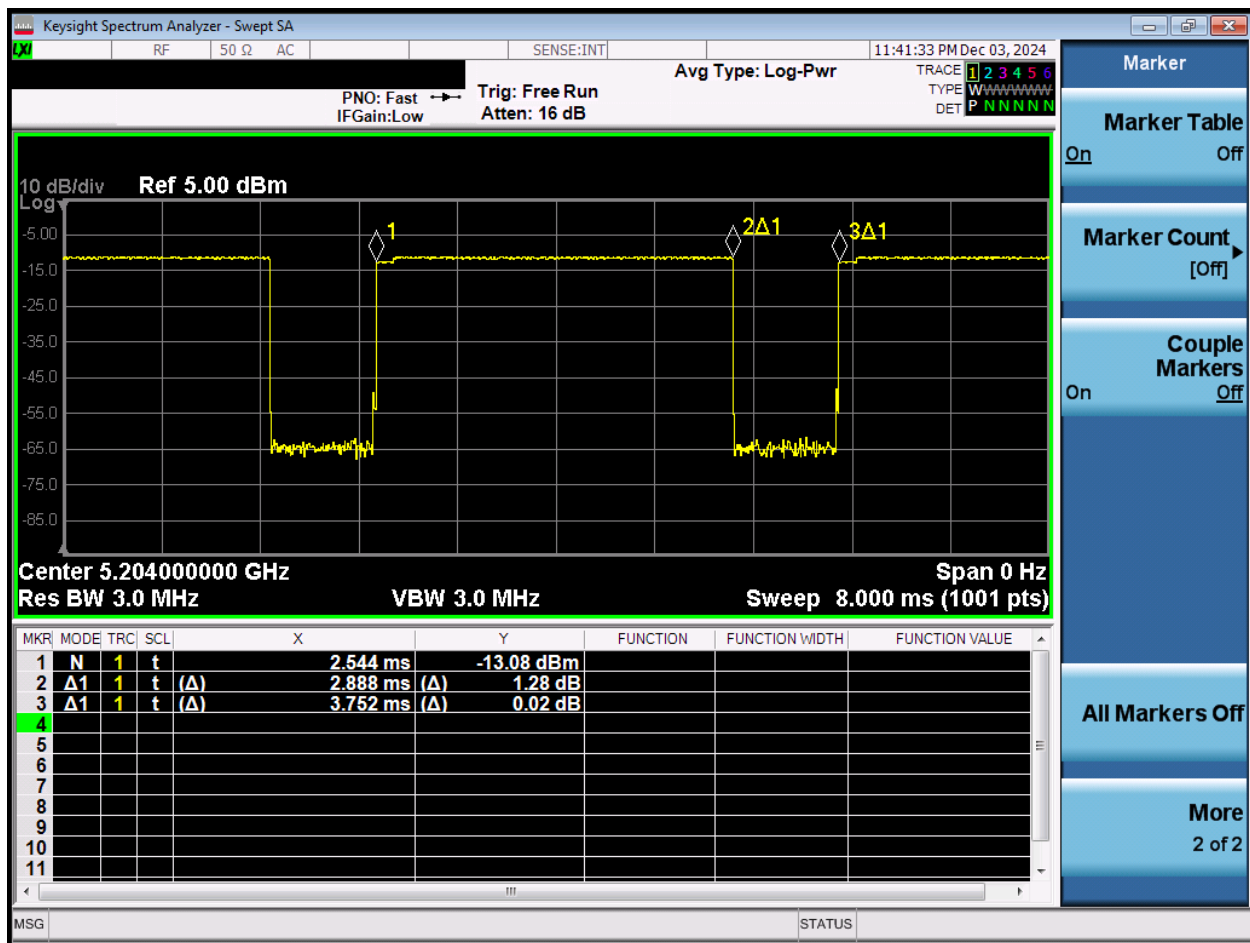 Keysight Spectrum Analyzer - Swept SA
LXI RF 50 Ω AC SENSE:INT 11:41:33 PM Dec 03, 2024
Avg Type: Log-Pwr
TRACE 1 2 3 4 5 6
TYPE W W W W W W
DET P N N N N N
PNO: Fast
IFGain:Low
Trig: Free Run
Atten: 16 dB
10 dB/div Ref 5.00 dBm
Log
-5.00
-15.0
-25.0
-35.0
-45.0
-55.0
-65.0
-75.0
-85.0
1
2Δ1
3Δ1
Center 5.204000000 GHz Span 0 Hz
Res BW 3.0 MHz VBW 3.0 MHz Sweep 8.000 ms (1001 pts)
MKR MODE TRC SCL X Y FUNCTION FUNCTION WIDTH FUNCTION VALUE
1 N 1 t 2.544 ms -13.08 dBm
2 Δ1 1 t (Δ) 2.888 ms (Δ) 1.28 dB
3 Δ1 1 t (Δ) 3.752 ms (Δ) 0.02 dB
4
5
6
7
8
9
10
11
MSG STATUS
Marker
Marker Table
On Off
Marker Count
[Off]
Couple
Markers
On Off
All Markers Off
More
2 of 2